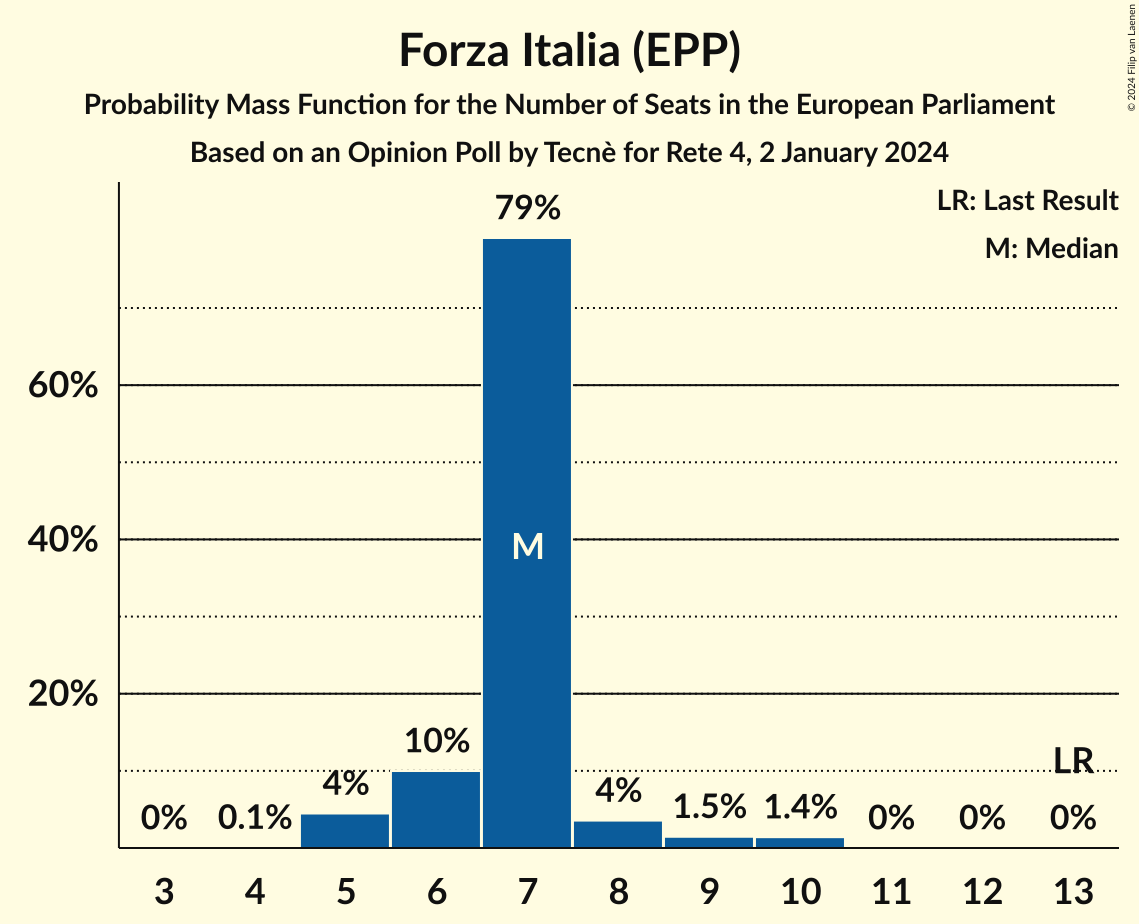 Forza Italia (EPP)
Probability Mass Function for the Number of Seats in the European Parliament
Based on an Opinion Poll by Tecnè for Rete 4, 2 January 2024
© 2024 Filip van Laenen
LR: Last Result
M: Median
79%
60%
40%
M
20%
10%
LR
4%
4%
0%
0.1%
1.5%
1.4%
0%
0%
0%
3 4 5 6 7 8 9 10 11 12 13